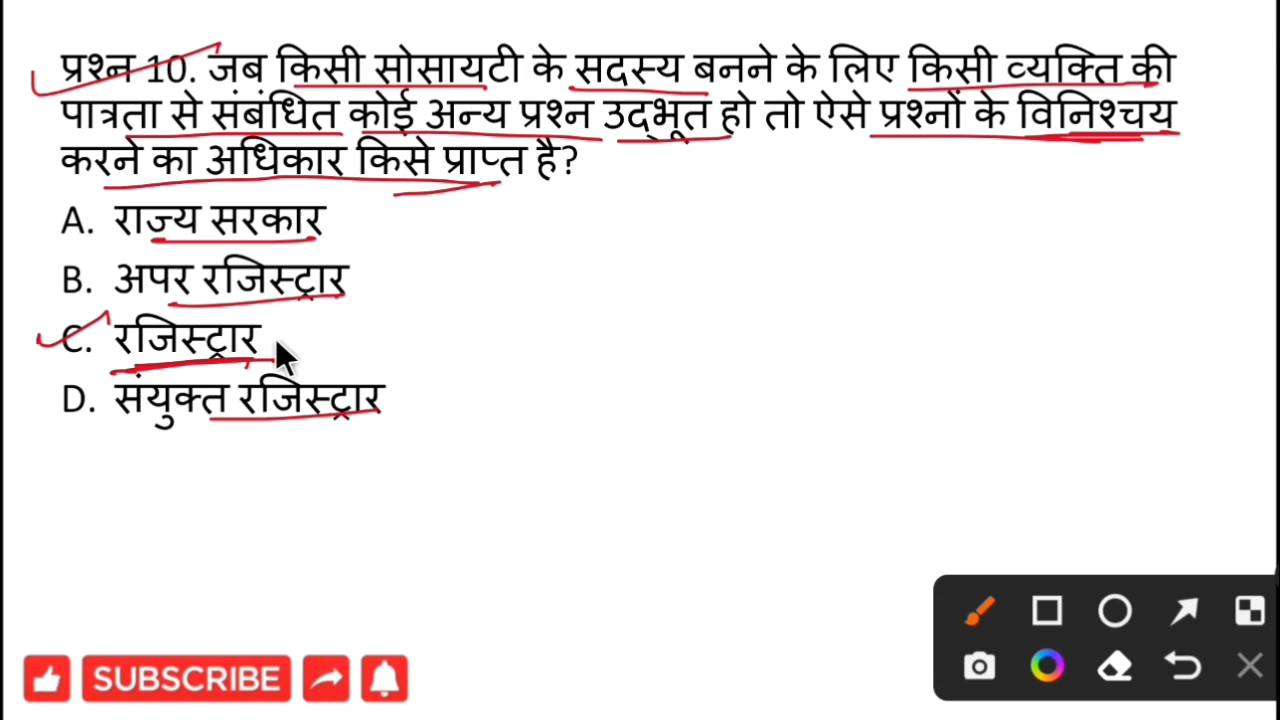 प्रश्न 10. जब किसी सोसायटी के सदस्य बनने के लिए किसी व्यक्ति की
पात्रता से संबंधित कोई अन्य प्रश्न उद्भूत हो तो ऐसे प्रश्नों के विनिश्चय
करने का अधिकार किसे प्राप्त है?
A. राज्य सरकार
B. अपर रजिस्ट्रार
C. रजिस्ट्रार
D. संयुक्त रजिस्ट्रार
SUBSCRIBE